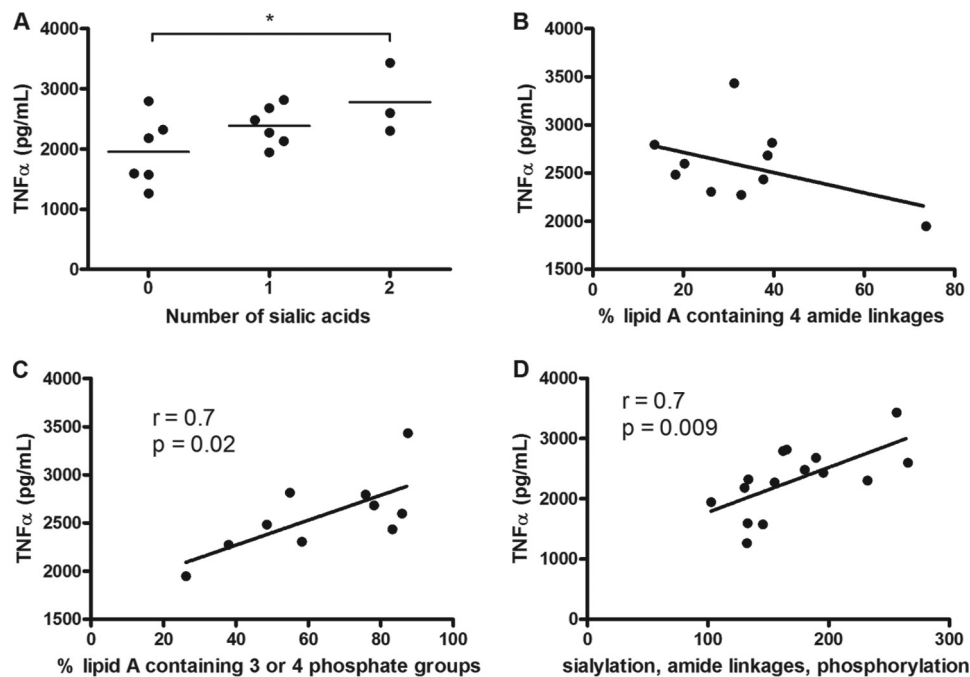 A
*
4000
3000
2000
1000
0
TNFα (pg/mL)
0 1 2
Number of sialic acids
B
4000
3500
3000
2500
2000
1500
TNFα (pg/mL)
0 20 40 60 80
% lipid A containing 4 amide linkages
C
r = 0.7
p = 0.02
4000
3500
3000
2500
2000
1500
TNFα (pg/mL)
0 20 40 60 80 100
% lipid A containing 3 or 4 phosphate groups
D
r = 0.7
p = 0.009
4000
3000
2000
1000
0
TNFα (pg/mL)
0 100 200 300
sialylation, amide linkages, phosphorylation